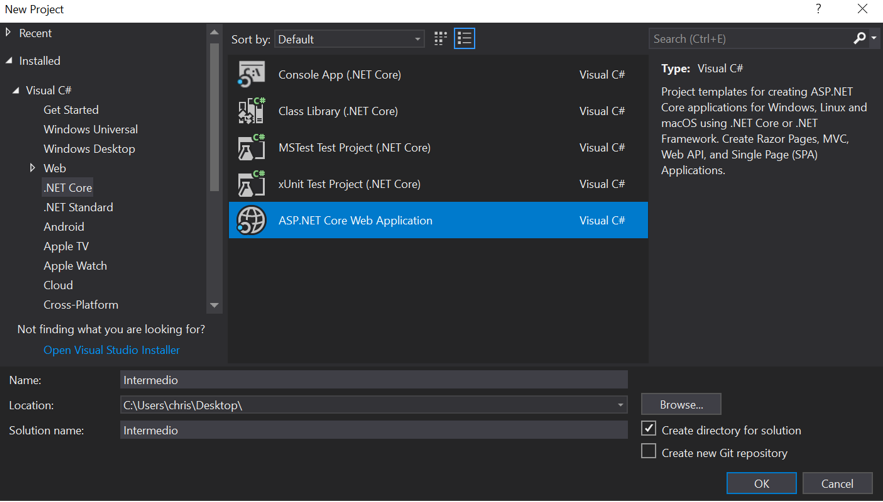 New Project
?
Recent
Installed
Visual C#
Get Started
Windows Universal
Windows Desktop
Web
.NET Core
.NET Standard
Android
Apple TV
Apple Watch
Cloud
Cross-Platform
Not finding what you are looking for?
Open Visual Studio Installer
Sort by: Default
Console App (.NET Core) Visual C#
Class Library (.NET Core) Visual C#
MSTest Test Project (.NET Core) Visual C#
xUnit Test Project (.NET Core) Visual C#
ASP.NET Core Web Application Visual C#
Search (Ctrl+E)
Type: Visual C#
Project templates for creating ASP.NET
Core applications for Windows, Linux and
macOS using .NET Core or .NET
Framework. Create Razor Pages, MVC,
Web API, and Single Page (SPA)
Applications.
Name: Intermedio
Location: C:\Users\chris\Desktop\
Browse...
Solution name: Intermedio
Create directory for solution
Create new Git repository
OK
Cancel